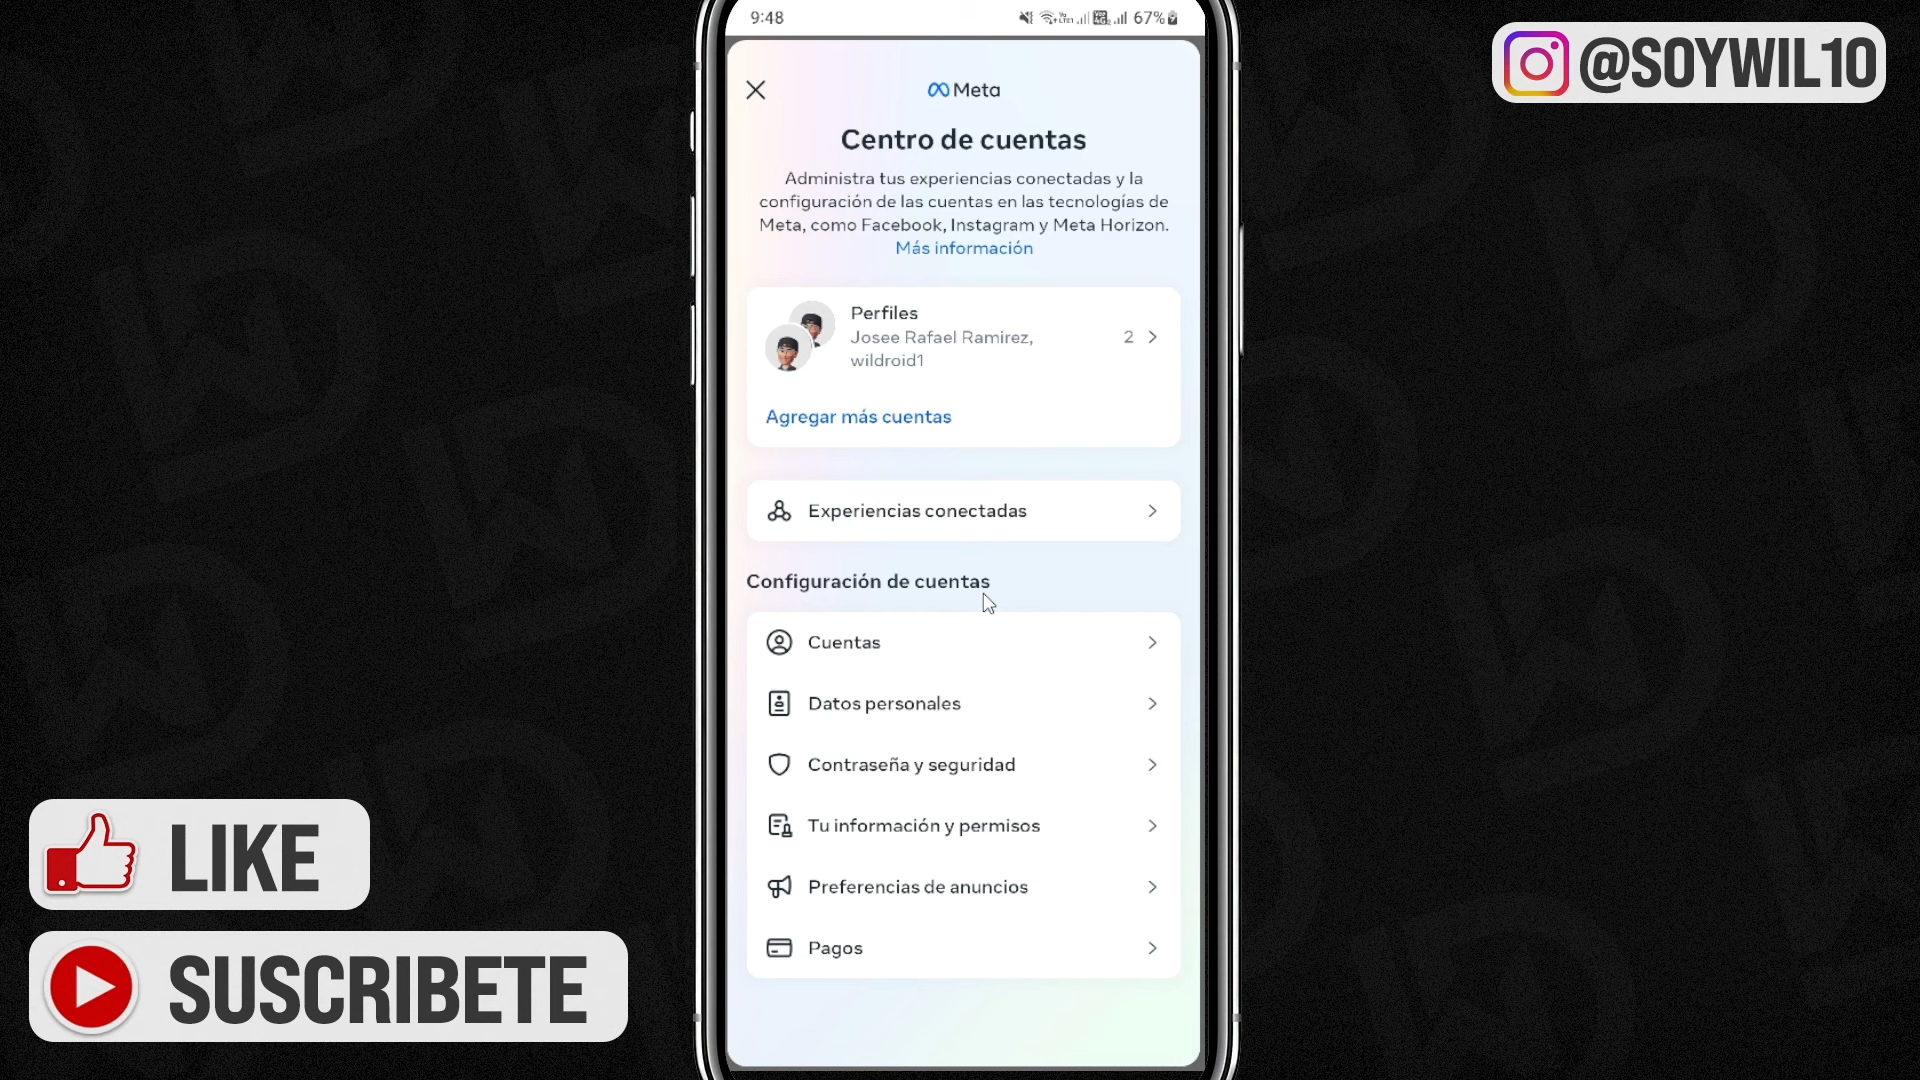 9:48
67%
@SOYWIL10
Meta
Centro de cuentas
Administra tus experiencias conectadas y la
configuración de las cuentas en las tecnologías de
Meta, como Facebook, Instagram y Meta Horizon.
Más información
Perfiles
Josee Rafael Ramirez,
wildroid1
2
Agregar más cuentas
Experiencias conectadas
Configuración de cuentas
Cuentas
Datos personales
Contraseña y seguridad
Tu información y permisos
Preferencias de anuncios
Pagos
LIKE
SUSCRIBETE